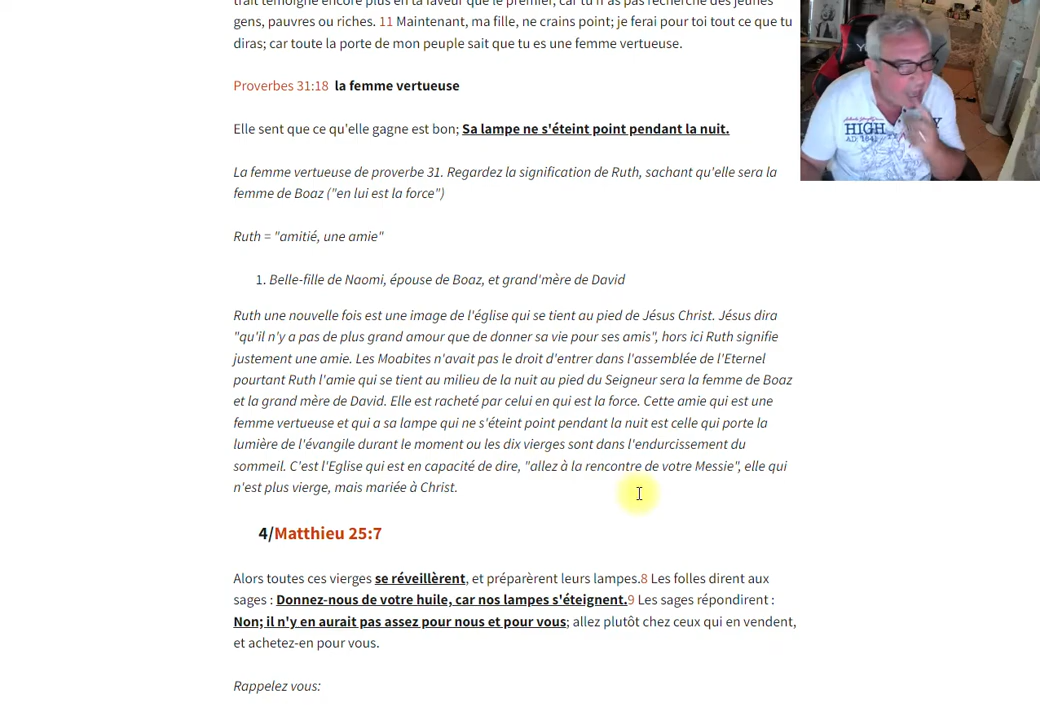 trait témoigne encore plus en ta faveur que le premier, car tu n'as pas recherché des jeunes
gens, pauvres ou riches. 11 Maintenant, ma fille, ne crains point; je ferai pour toi tout ce que tu
diras; car toute la porte de mon peuple sait que tu es une femme vertueuse.
Proverbes 31:18 la femme vertueuse
Elle sent que ce qu'elle gagne est bon; Sa lampe ne s'éteint point pendant la nuit.
La femme vertueuse de proverbe 31. Regardez la signification de Ruth, sachant qu'elle sera la
femme de Boaz ("en lui est la force")
Ruth = "amitié, une amie"
1. Belle-fille de Naomi, épouse de Boaz, et grand'mère de David
Ruth une nouvelle fois est une image de l'église qui se tient au pied de Jésus Christ. Jésus dira
"qu'il n'y a pas de plus grand amour que de donner sa vie pour ses amis", hors ici Ruth signifie
justement une amie. Les Moabites n'avait pas le droit d'entrer dans l'assemblée de l'Eternel
pourtant Ruth l'amie qui se tient au milieu de la nuit au pied du Seigneur sera la femme de Boaz
et la grand mère de David. Elle est racheté par celui en qui est la force. Cette amie qui est une
femme vertueuse et qui a sa lampe qui ne s'éteint point pendant la nuit est celle qui porte la
lumière de l'évangile durant le moment ou les dix vierges sont dans l'endurcissement du
sommeil. C'est l'Eglise qui est en capacité de dire, "allez à la rencontre de votre Messie", elle qui
n'est plus vierge, mais mariée à Christ.
4/Matthieu 25:7
Alors toutes ces vierges se réveillèrent, et préparèrent leurs lampes.8 Les folles dirent aux
sages : Donnez-nous de votre huile, car nos lampes s'éteignent.9 Les sages répondirent :
Non; il n'y en aurait pas assez pour nous et pour vous; allez plutôt chez ceux qui en vendent,
et achetez-en pour vous.
Rappelez vous:
HIGH
AD. 1841